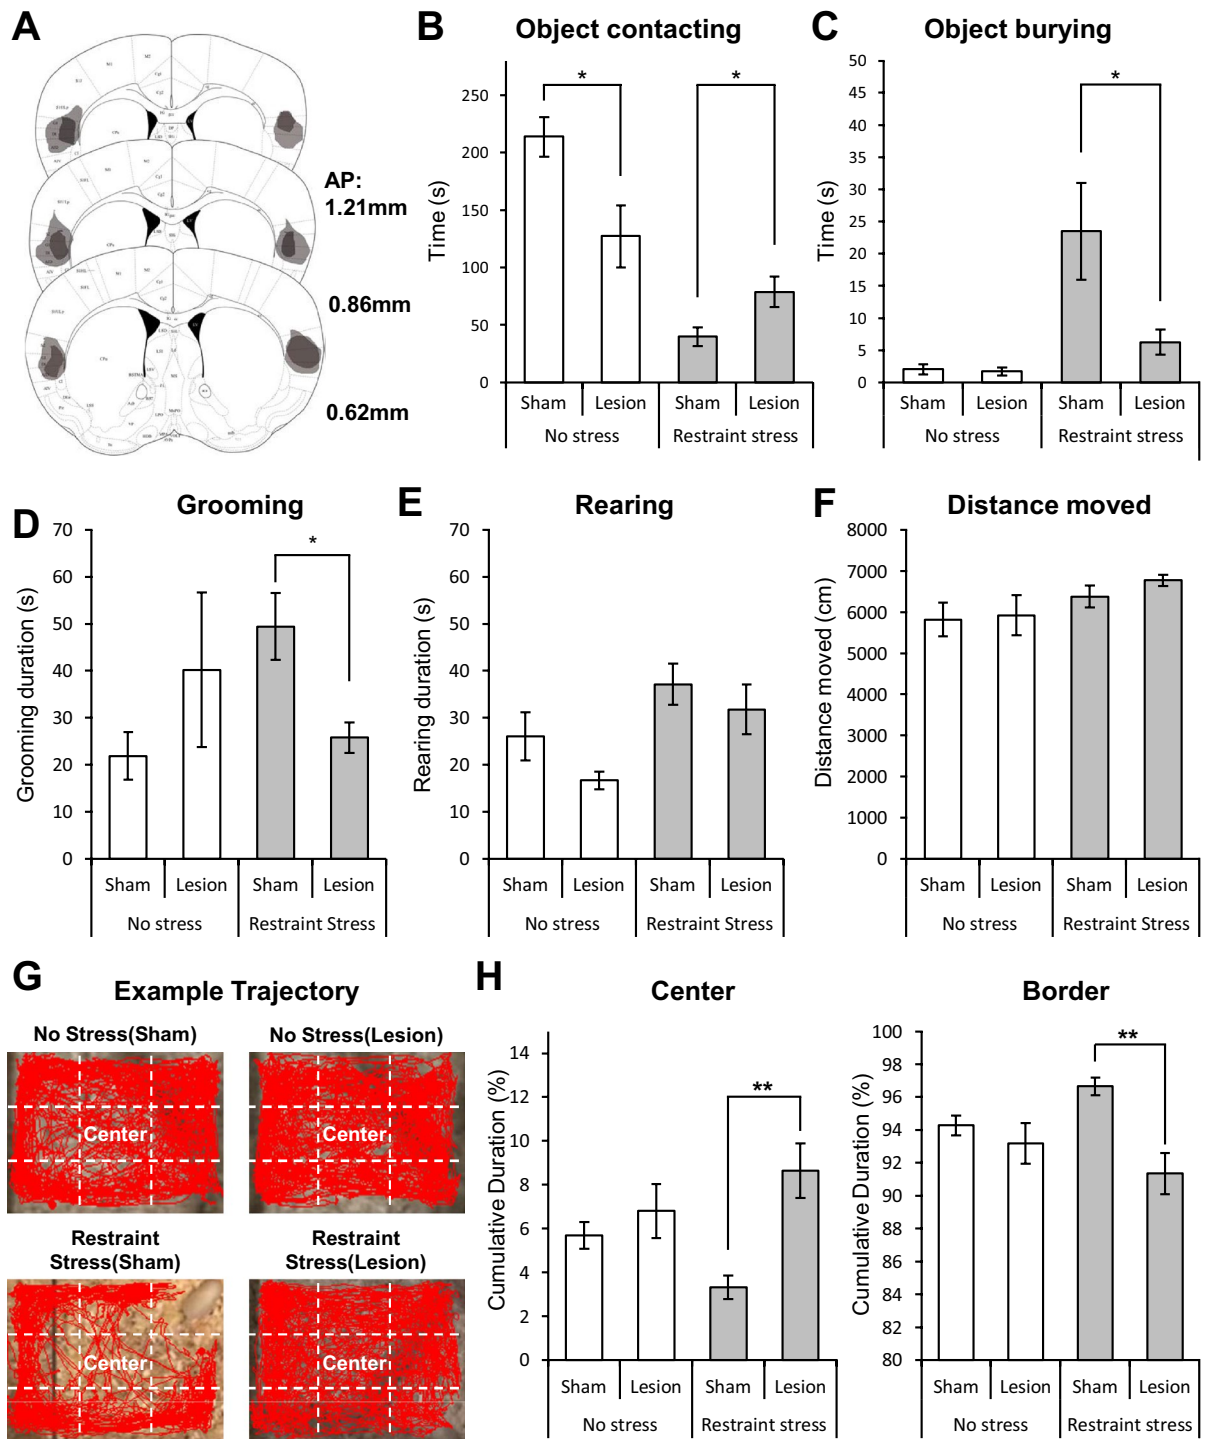 A
AP:
1.21mm
0.86mm
0.62mm
B
Object contacting
Time (s)
250
200
150
100
50
0
*
*
Sham
Lesion
Sham
Lesion
No stress
Restraint stress
C
Object burying
Time (s)
50
45
40
35
30
25
20
15
10
5
0
*
Sham
Lesion
Sham
Lesion
No stress
Restraint stress
D
Grooming
Grooming duration (s)
70
60
50
40
30
20
10
0
*
Sham
Lesion
Sham
Lesion
No stress
Restraint Stress
E
Rearing
Rearing duration (s)
70
60
50
40
30
20
10
0
Sham
Lesion
Sham
Lesion
No stress
Restraint stress
F
Distance moved
Distance moved (cm)
8000
7000
6000
5000
4000
3000
2000
1000
0
Sham
Lesion
Sham
Lesion
No stress
Restraint stress
G
Example Trajectory
No Stress(Sham)
Center
No Stress(Lesion)
Center
Restraint
Stress(Sham)
Center
Restraint
Stress(Lesion)
Center
H
Center
Cumulative Duration (%)
14
12
10
8
6
4
2
0
**
Sham
Lesion
Sham
Lesion
No stress
Restraint stress
Border
Cumulative Duration (%)
100
98
96
94
92
90
88
86
84
82
80
**
Sham
Lesion
Sham
Lesion
No stress
Restraint stress